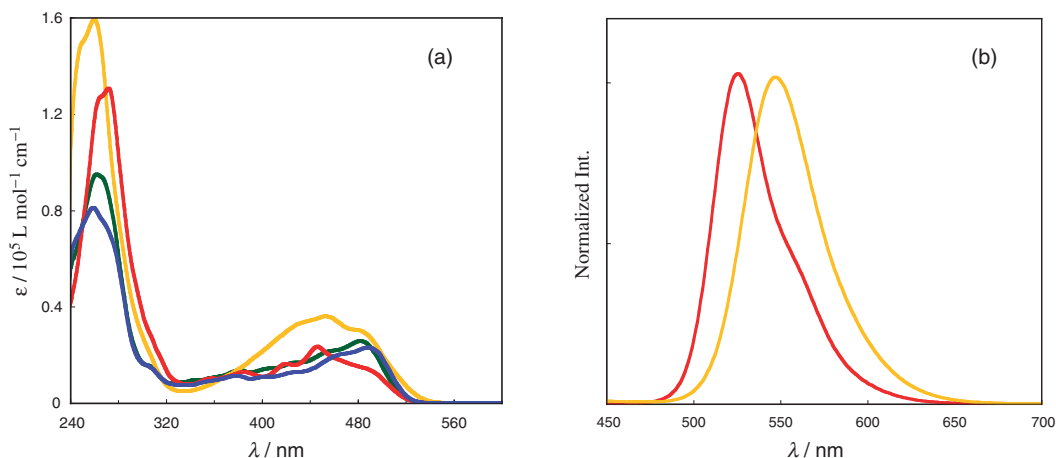 1.6
1.2
0.8
0.4
0
ε / 10⁵ L mol⁻¹ cm⁻¹
(a)
240 320 400 480 560
λ / nm
Normalized Int.
(b)
450 500 550 600 650 700
λ / nm